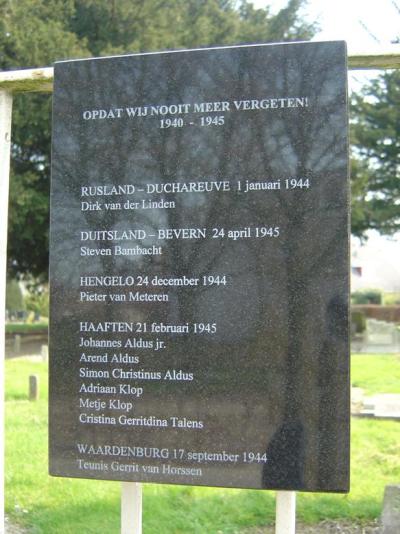 OPDAT WIJ NOOIT MEER VERGETEN!
1940 - 1945
RUSLAND – DUCHAREUVE 1 januari 1944
Dirk van der Linden
DUITSLAND – BEVERN 24 april 1945
Steven Bambacht
HENGELO 24 december 1944
Pieter van Meteren
HAAFTEN 21 februari 1945
Johannes Aldus jr.
Arend Aldus
Simon Christinus Aldus
Adriaan Klop
Metje Klop
Cristina Gerritdina Talens
WAARDENBURG 17 september 1944
Teunis Gerrit van Horssen